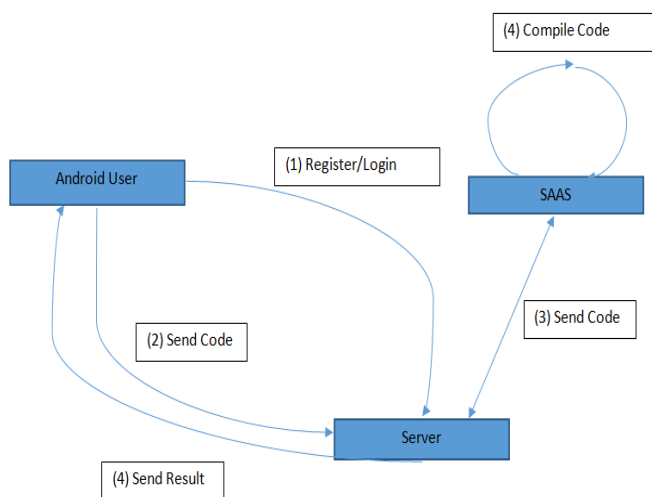 (4) Compile Code
(1) Register/Login
Android User
SAAS
(3) Send Code
(2) Send Code
Server
(4) Send Result